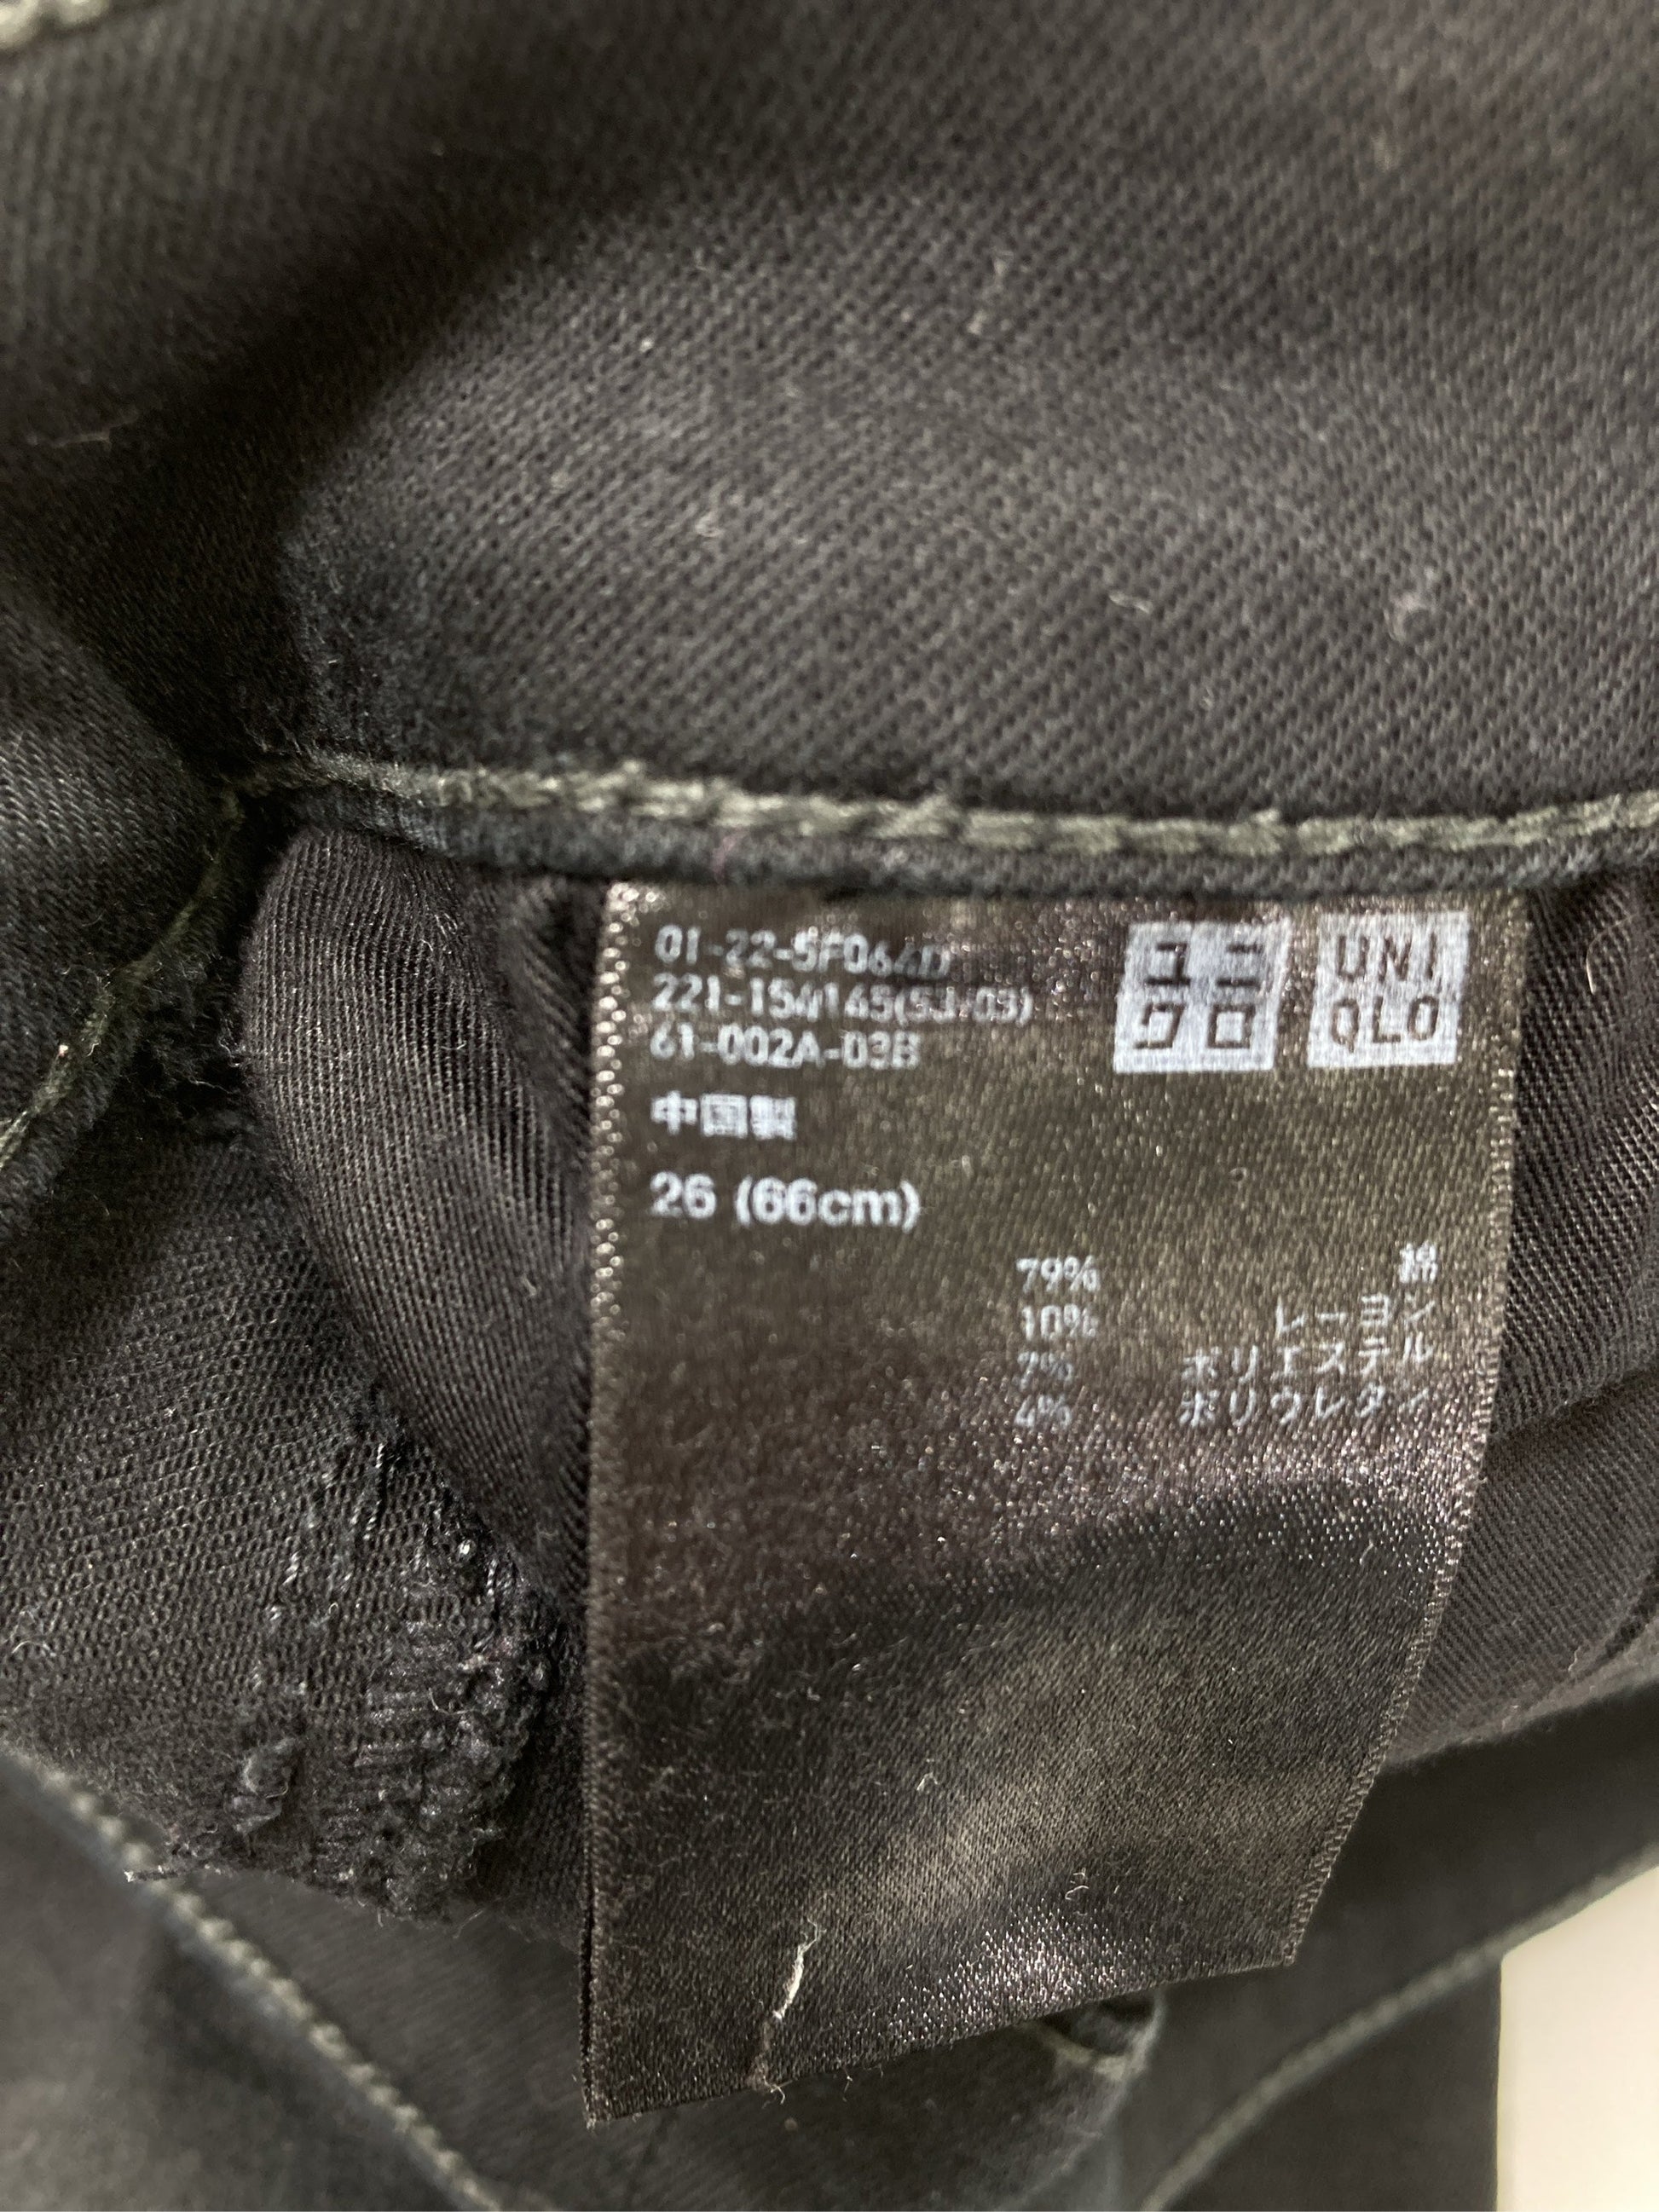 01-22-5F064D
221-154145(53-03)
61-002A-03B
ユニ
クロ
UNI
QLO
中国製
26 (66cm)
79% 綿
10% レーヨン
7% ポリエステル
4% ポリウレタン